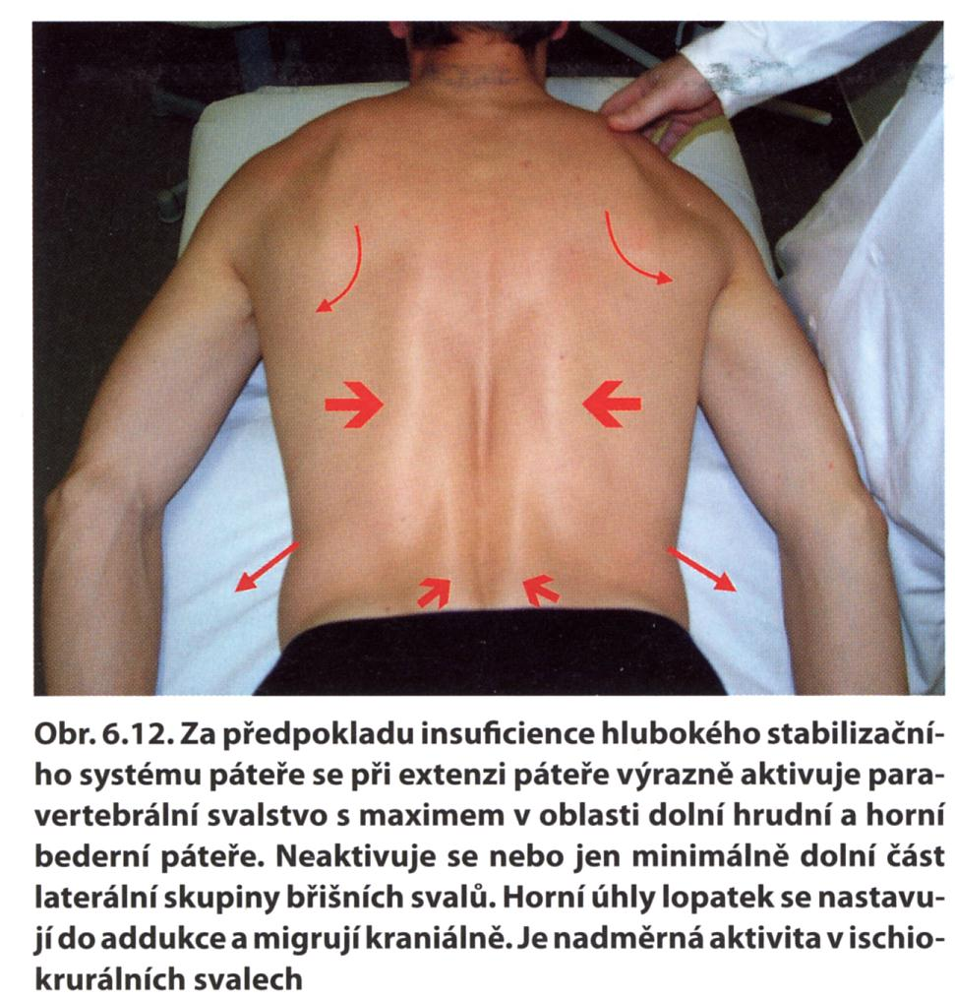 Obr. 6.12. Za předpokladu insuficience hlubokého stabilizační-
ho systému páteře se při extenzi páteře výrazně aktivuje para-
vertebrální svalstvo s maximem v oblasti dolní hrudní a horní
bederní páteře. Neaktivuje se nebo jen minimálně dolní část
laterální skupiny břišních svalů. Horní úhly lopatek se nastavu-
jí do addukce a migrují kraniálně. Je nadměrná aktivita v ischio-
krurálních svalech